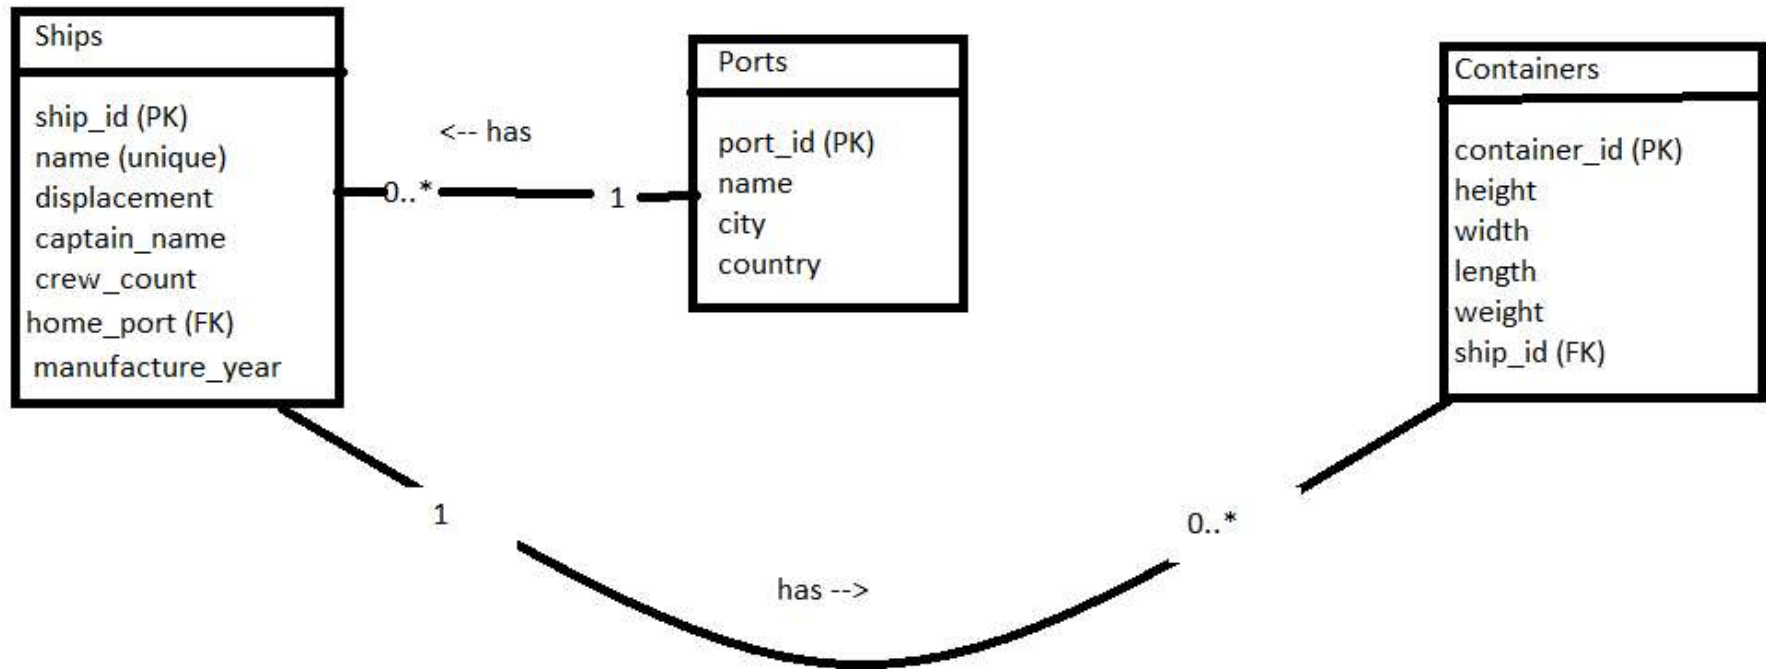 Ships
ship_id (PK)
name (unique)
displacement
captain_name
crew_count
home_port (FK)
manufacture_year
<-- has
0..*
1
Ports
port_id (PK)
name
city
country
Containers
container_id (PK)
height
width
length
weight
ship_id (FK)
1
has -->
0..*